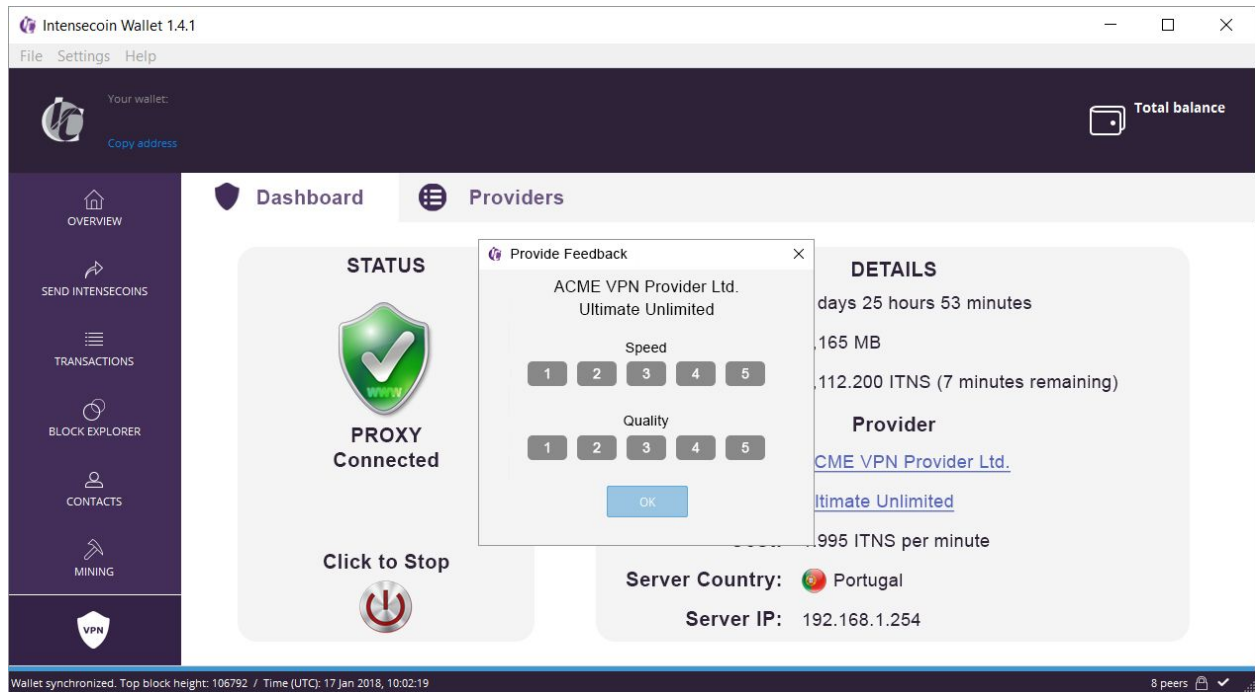 Intensecoin Wallet 1.4.1
File Settings Help
Your wallet:
Copy address
Total balance
OVERVIEW
SEND INTENSECOINS
TRANSACTIONS
BLOCK EXPLORER
CONTACTS
MINING
VPN
Dashboard
Providers
STATUS
www
PROXY
Connected
Click to Stop
Provide Feedback
ACME VPN Provider Ltd.
Ultimate Unlimited
Speed
1 2 3 4 5
Quality
1 2 3 4 5
OK
DETAILS
days 25 hours 53 minutes
,165 MB
,112.200 ITNS (7 minutes remaining)
Provider
CME VPN Provider Ltd.
ltimate Unlimited
.995 ITNS per minute
Server Country: Portugal
Server IP: 192.168.1.254
Wallet synchronized. Top block height: 106792 / Time (UTC): 17 Jan 2018, 10:02:19
8 peers